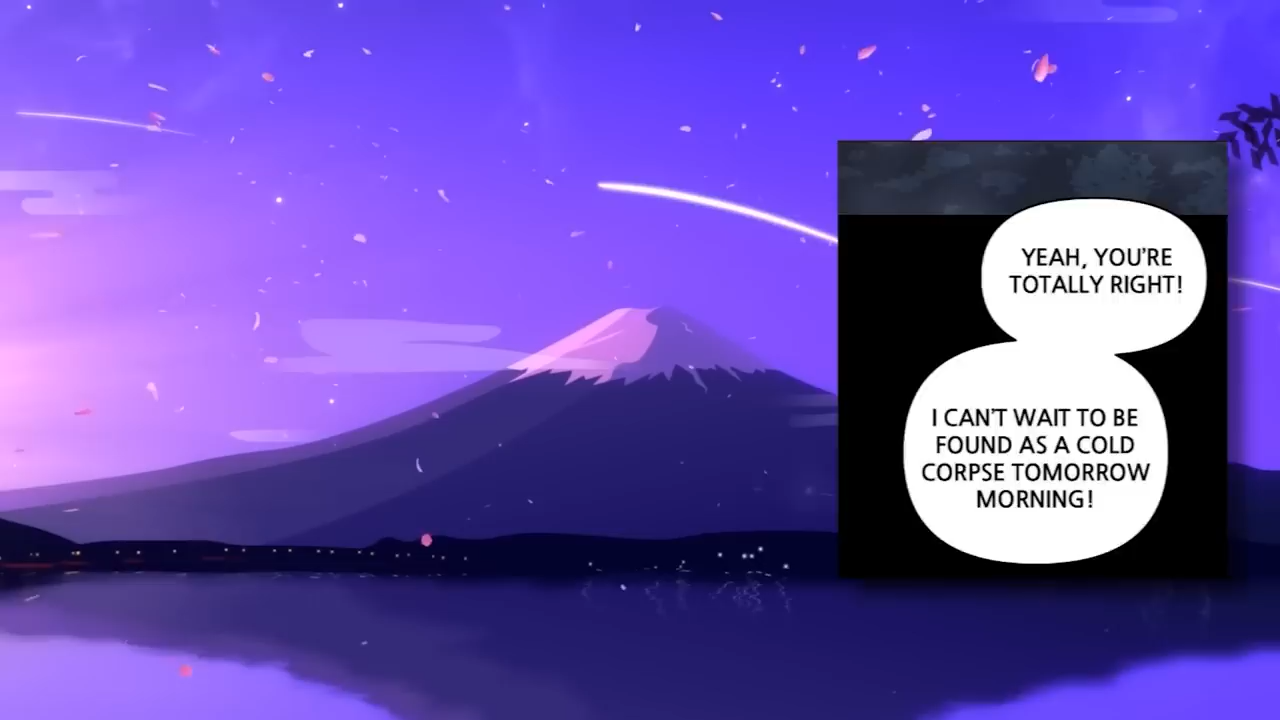 YEAH, YOU'RE
TOTALLY RIGHT!
I CAN'T WAIT TO BE
FOUND AS A COLD
CORPSE TOMORROW
MORNING!